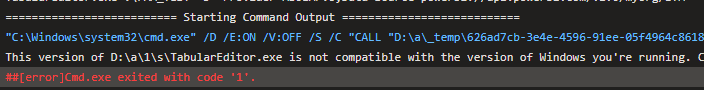 ========================== Starting Command Output ===========================
"C:\Windows\system32\cmd.exe" /D /E:ON /V:OFF /S /C "CALL "D:\a\_temp\626ad7cb-3e4e-4596-91ee-05f4964c8618
This version of D:\a\1\s\TabularEditor.exe is not compatible with the version of Windows you're running. C
##[error]Cmd.exe exited with code '1'.